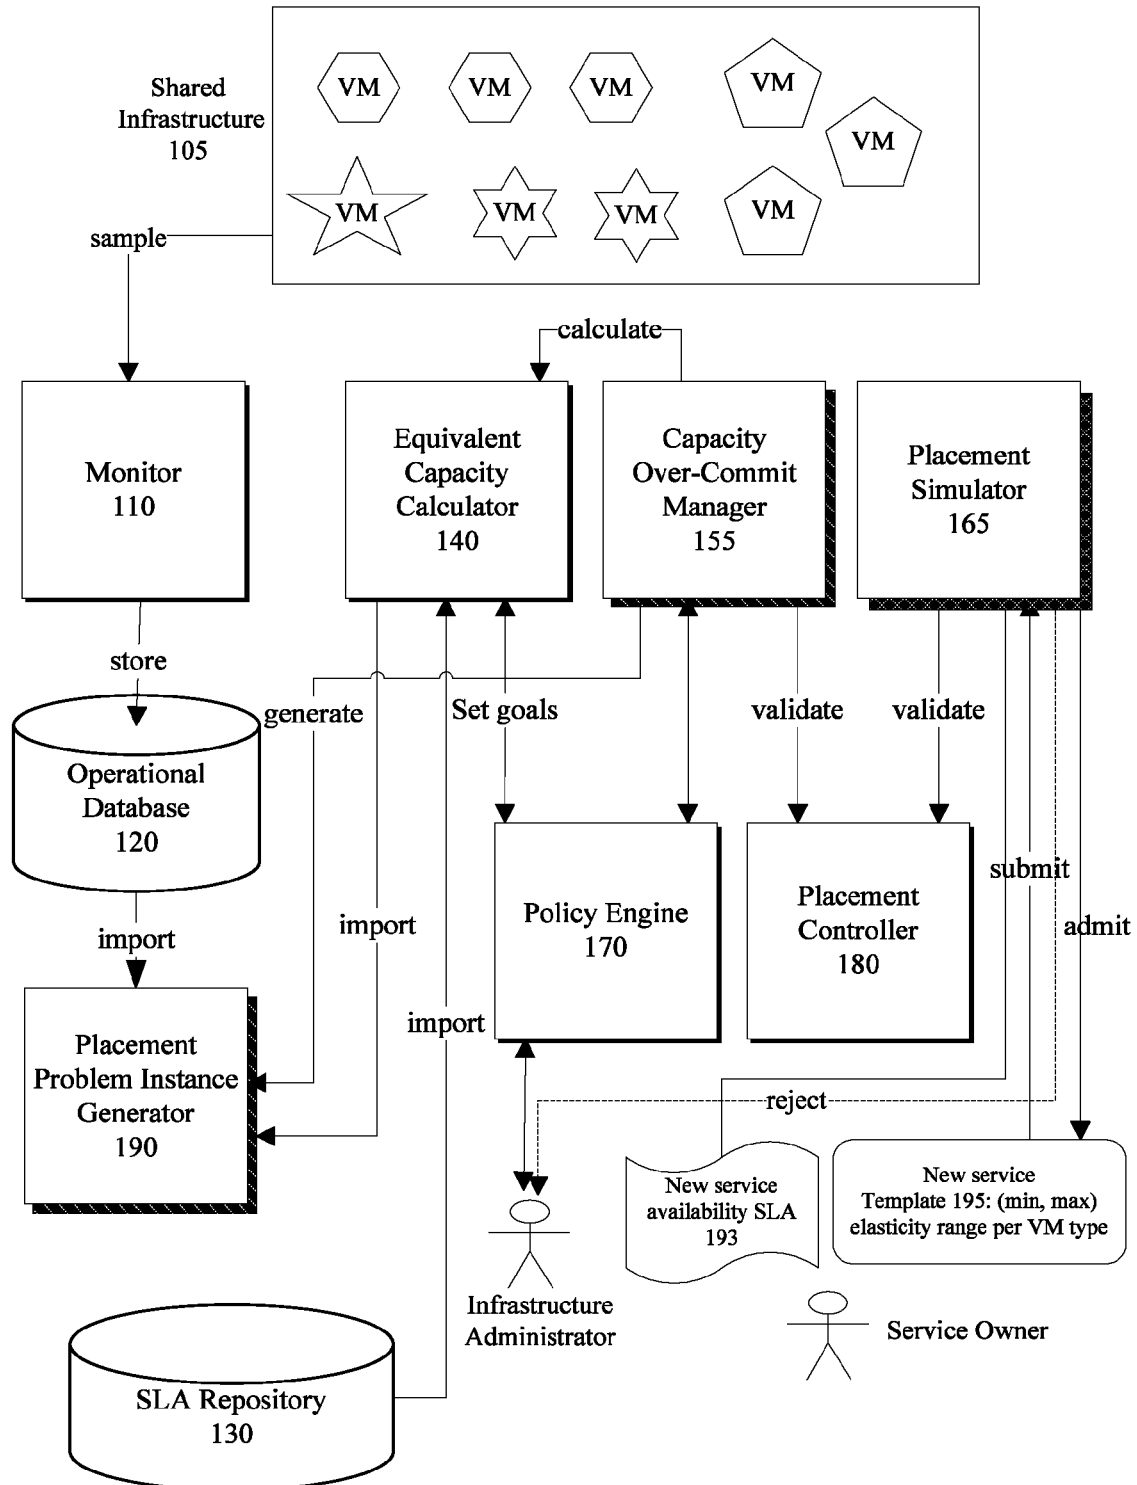 VM
VM
VM
VM
VM
Shared
Infrastructure
105
VM
VM
VM
VM
sample
calculate
Monitor
110
Equivalent
Capacity
Calculator
140
Capacity
Over-Commit
Manager
155
Placement
Simulator
165
store
generate
Set goals
validate
validate
Operational
Database
120
import
import
import
Policy Engine
170
Placement
Controller
180
submit
admit
Placement
Problem Instance
Generator
190
reject
New service
availability SLA
193
New service
Template 195: (min, max)
elasticity range per VM type
Infrastructure
Administrator
Service Owner
SLA Repository
130